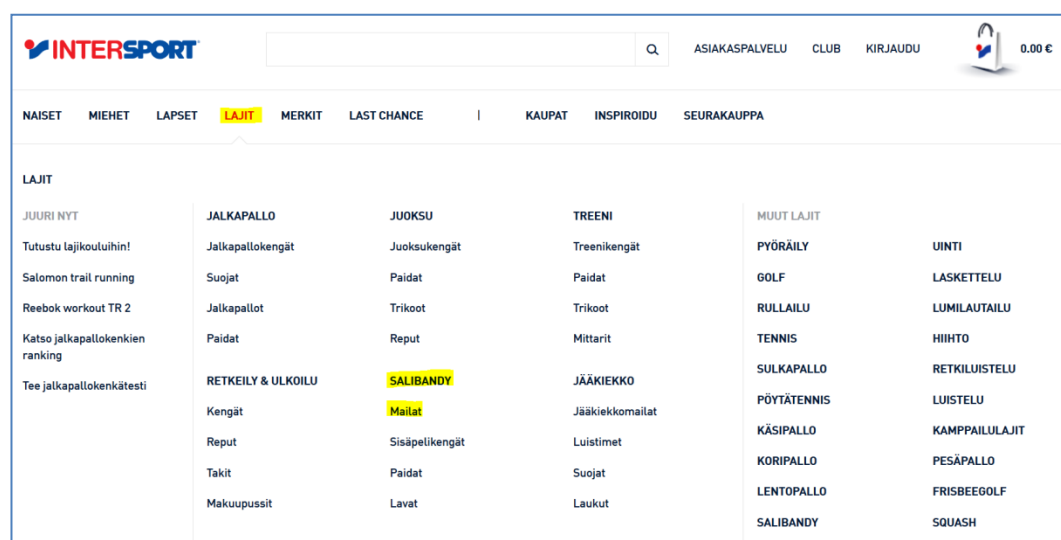 INTERSPORT
ASIAKASPALVELU CLUB KIRJAUDU 0.00 €
NAISET MIEHET LAPSET LAJIT MERKIT LAST CHANCE | KAUPAT INSPIROIDU SEURAKAUPPA
LAJIT
JUURI NYT
Tutustu lajikouluihin!
Salomon trail running
Reebok workout TR 2
Katso jalkapallokenkien
ranking
Tee jalkapallokenkätesti
JALKAPALLO
Jalkapallokengät
Suojat
Jalkapallot
Paidat
RETKEILY & ULKOILU
Kengät
Reput
Takit
Makuupussit
JUOKSU
Juoksukengät
Paidat
Trikoot
Reput
SALIBANDY
Mailat
Sisäpelikengät
Paidat
Lavat
TREENI
Treenikengät
Paidat
Trikoot
Mittarit
JÄÄKIEKKO
Jääkiekkomailat
Luistimet
Suojat
Laukut
MUUT LAJIT
PYÖRÄILY
GOLF
RULLAILU
TENNIS
SULKAPALLO
PÖYTÄTENNIS
KÄSIPALLO
KORIPALLO
LENTOPALLO
SALIBANDY
UINTI
LASKETTELU
LUMILAUTAILU
HIIHTO
RETKILUISTELU
LUISTELU
KAMPPAILULAJIT
PESÄPALLO
FRISBEEGOLF
SQUASH